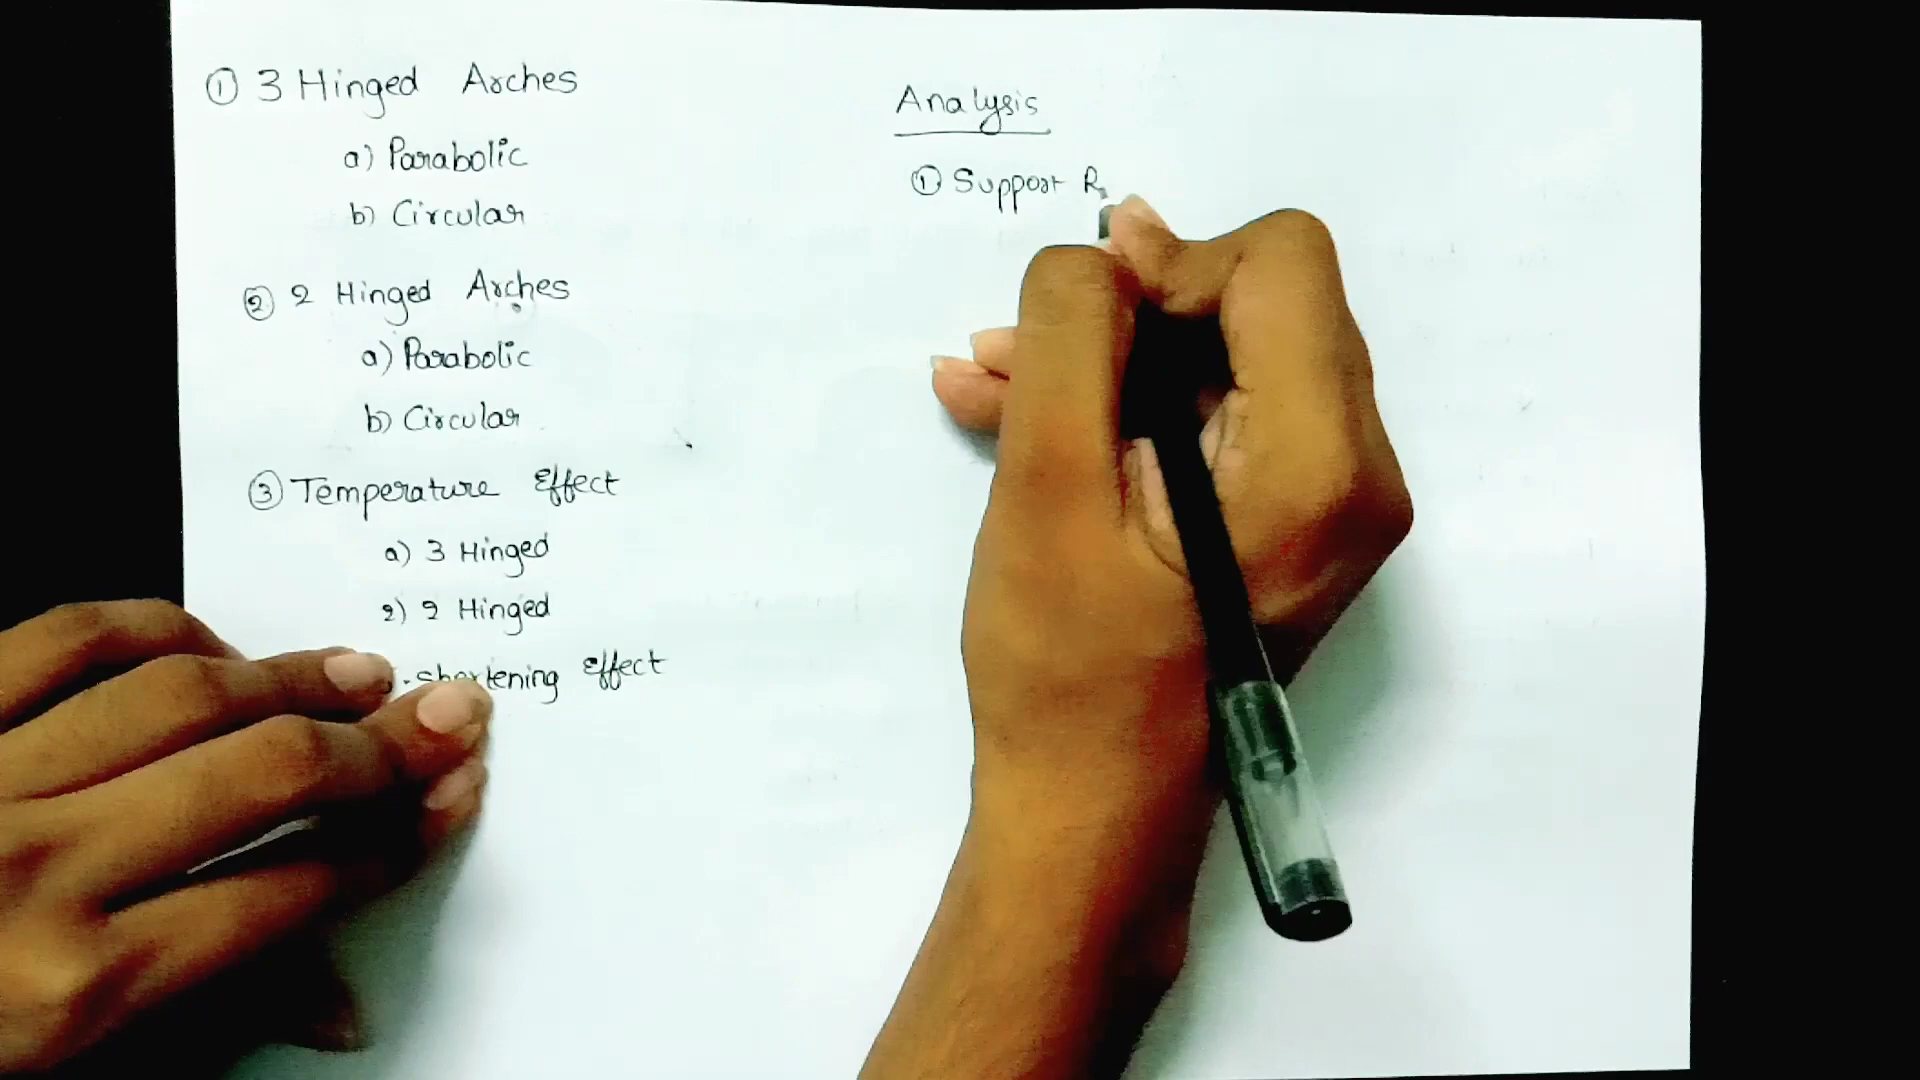 ① 3 Hinged Arches
a) Parabolic
b) Circular
② 2 Hinged Arches
a) Parabolic
b) Circular
③ Temperature Effect
a) 3 Hinged
2) 2 Hinged
-shortening Effect
Analysis
① Support R